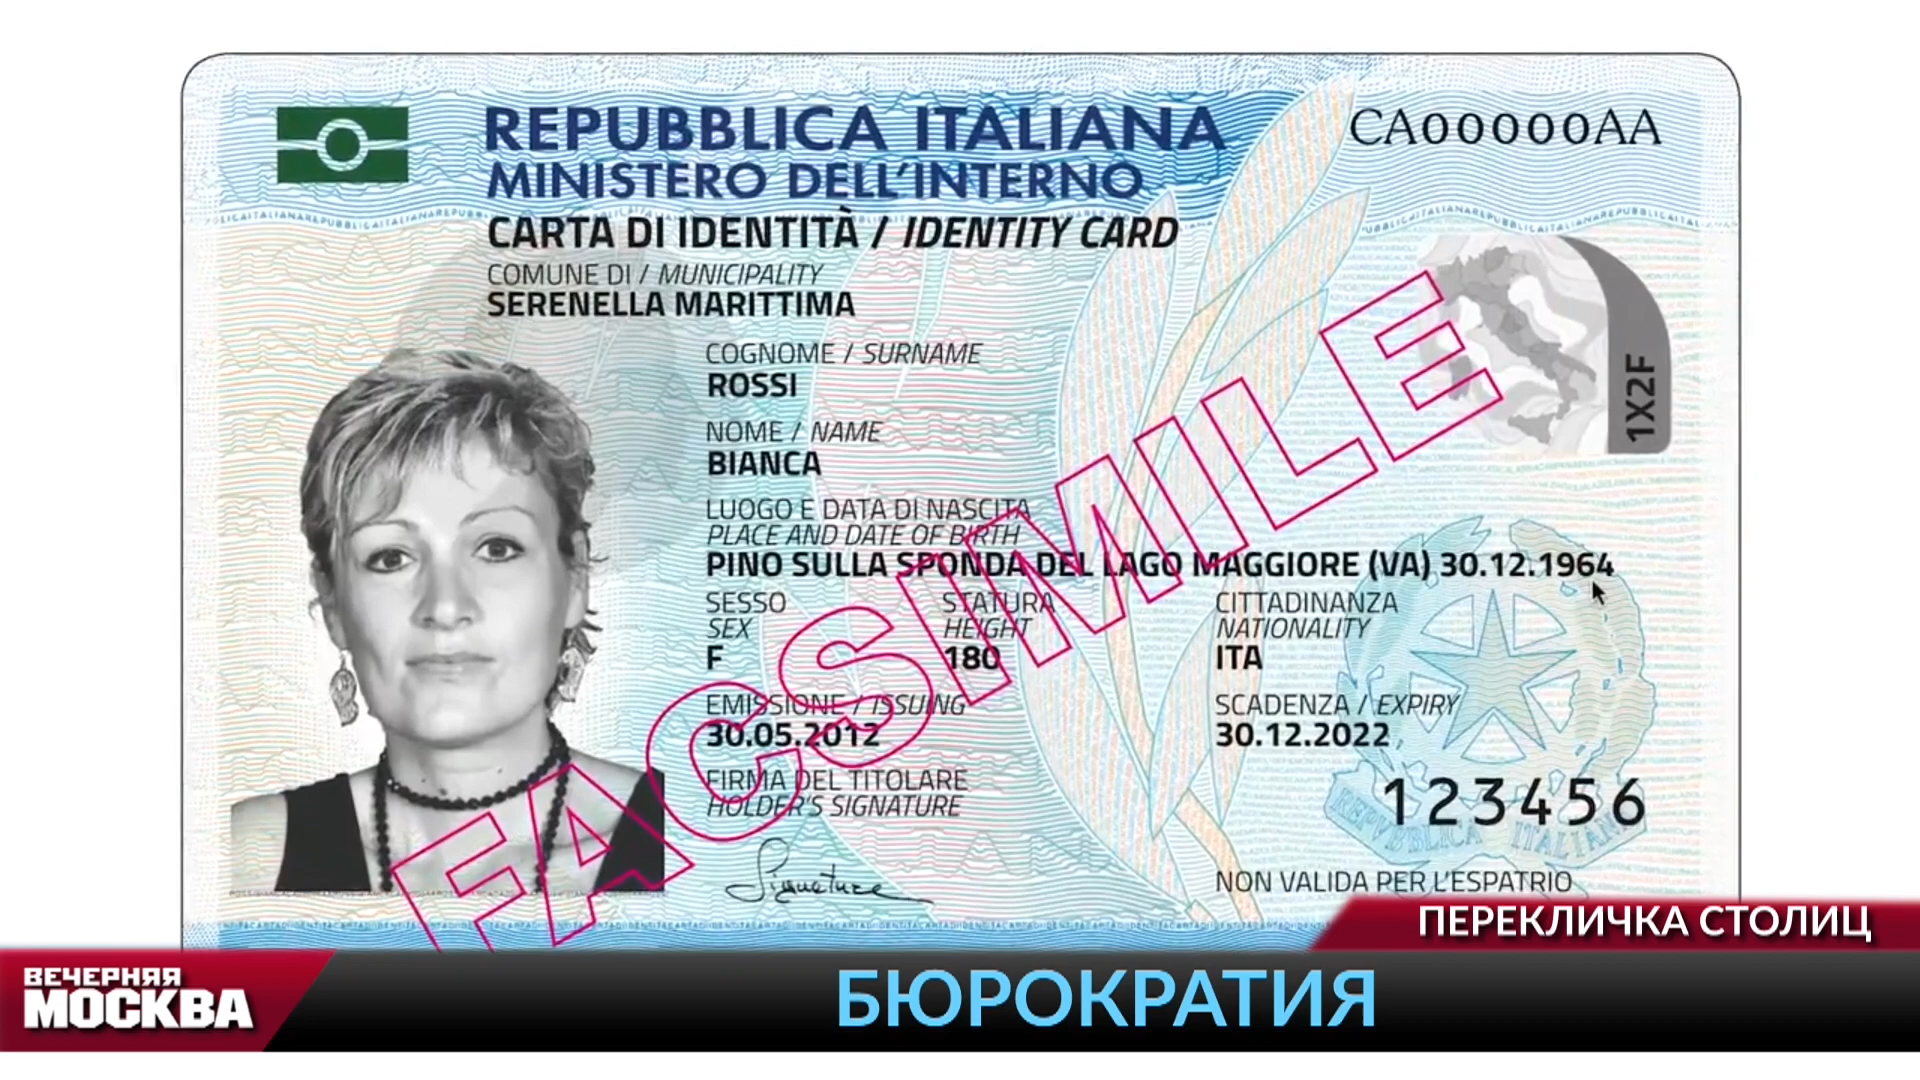 REPUBBLICA ITALIANA
CA00000AA
MINISTERO DELL'INTERNO
CARTA DI IDENTITÀ / IDENTITY CARD
COMUNE DI / MUNICIPALITY
SERENELLA MARITTIMA
1X2F
COGNOME / SURNAME
ROSSI
NOME / NAME
BIANCA
LUOGO E DATA DI NASCITA
PLACE AND DATE OF BIRTH
PINO SULLA SPONDA DEL LAGO MAGGIORE (VA) 30.12.1964
SESSO STATURA CITTADINANZA
SEX HEIGHT NATIONALITY
F 180 ITA
EMISSIONE / ISSUING SCADENZA / EXPIRY
30.05.2012 30.12.2022
FIRMA DEL TITOLARE
HOLDER'S SIGNATURE
123456
REPVBBLICA ITALIANA
Signature
NON VALIDA PER L'ESPATRIO
FACSIMILE
ПЕРЕКЛИЧКА СТОЛИЦ
ВЕЧЕРНЯЯ
МОСКВА
БЮРОКРАТИЯ